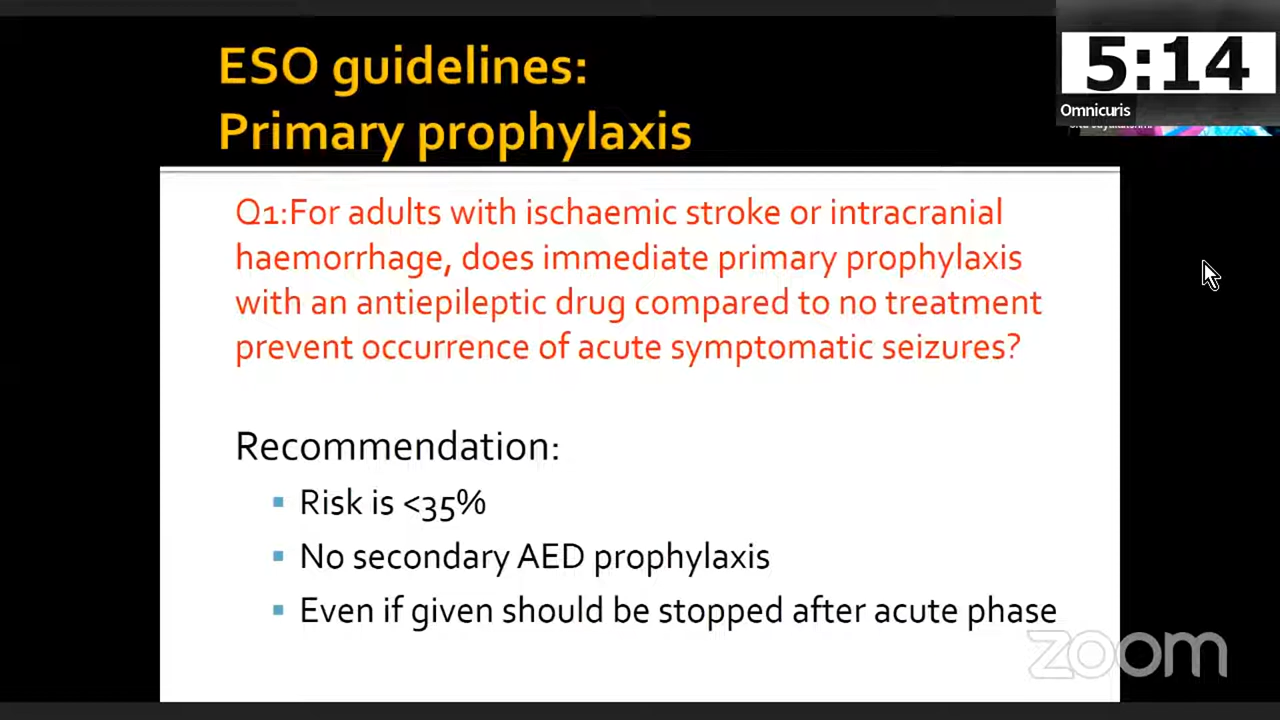 ESO guidelines:
Primary prophylaxis
5:14
Omnicuris
Q1:For adults with ischaemic stroke or intracranial
haemorrhage, does immediate primary prophylaxis
with an antiepileptic drug compared to no treatment
prevent occurrence of acute symptomatic seizures?
Recommendation:
▪ Risk is <35%
▪ No secondary AED prophylaxis
▪ Even if given should be stopped after acute phase
zoom